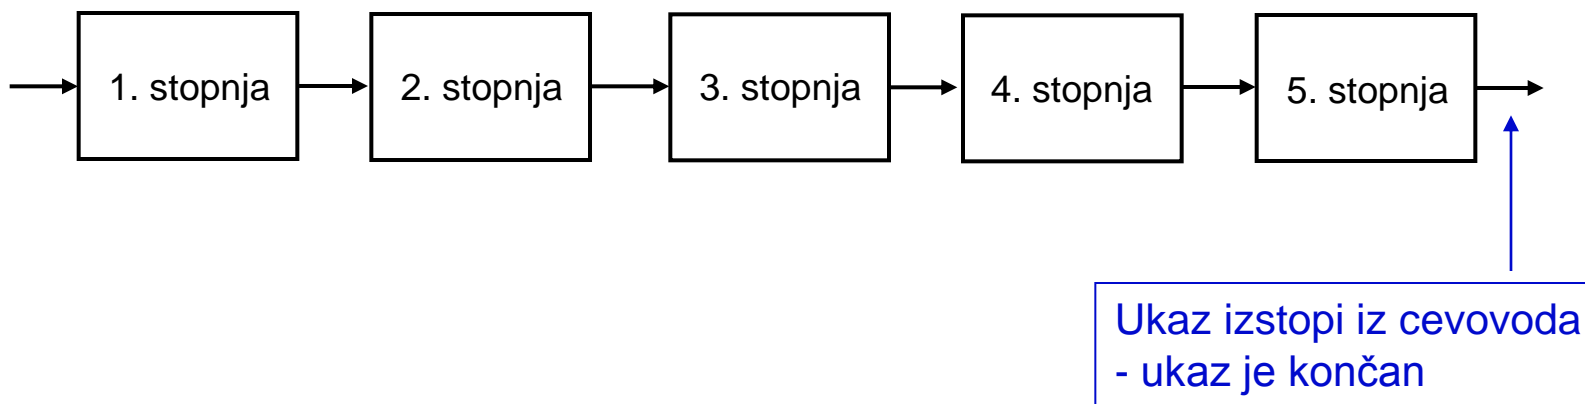 1. stopnja
2. stopnja
3. stopnja
4. stopnja
5. stopnja
Ukaz izstopi iz cevovoda
- ukaz je končan